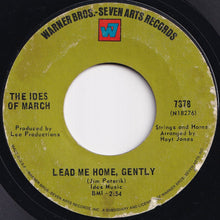 WARNER BROS.-SEVEN ARTS RECORDS
W7
THE IDES
OF MARCH
7378
(N18276)
Produced by
Lee Productions
Strings and Horns
Arranged by
Hoyt Jones
LEAD ME HOME, GENTLY
(Jim Peterik)
Ides Music
BMI -2:54